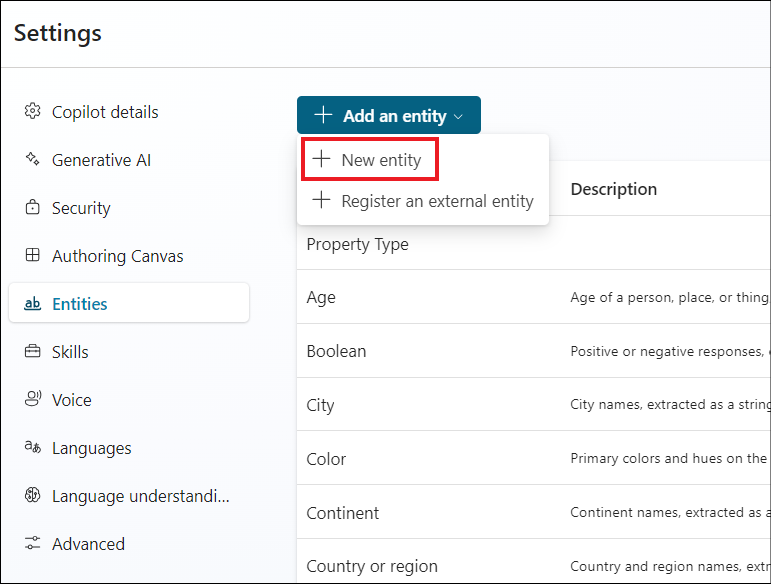 Settings
Copilot details
Generative AI
Security
Authoring Canvas
ab Entities
Skills
Voice
Languages
Language understandi...
Advanced
Add an entity
New entity
Register an external entity
Description
Property Type
Age
Age of a person, place, or thing,
Boolean
Positive or negative responses,
City
City names, extracted as a string
Color
Primary colors and hues on the
Continent
Continent names, extracted as a
Country or region
Country and region names, extr